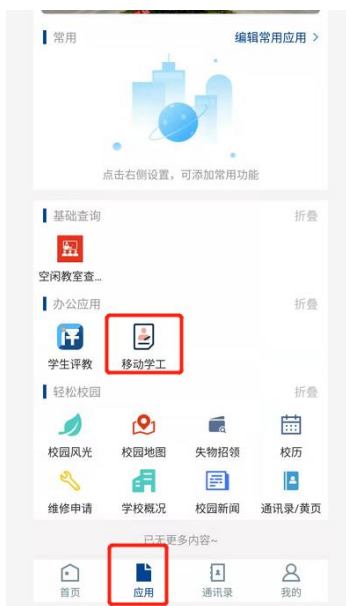 常用 编辑常用应用 >
点击右侧设置，可添加常用功能
基础查询 折叠
空闲教室查...
办公应用 折叠
学生评教 移动学工
轻松校园 折叠
校园风光 校园地图 失物招领 校历
维修申请 学校概况 校园新闻 通讯录/黄页
已无更多内容~
首页 应用 通讯录 我的